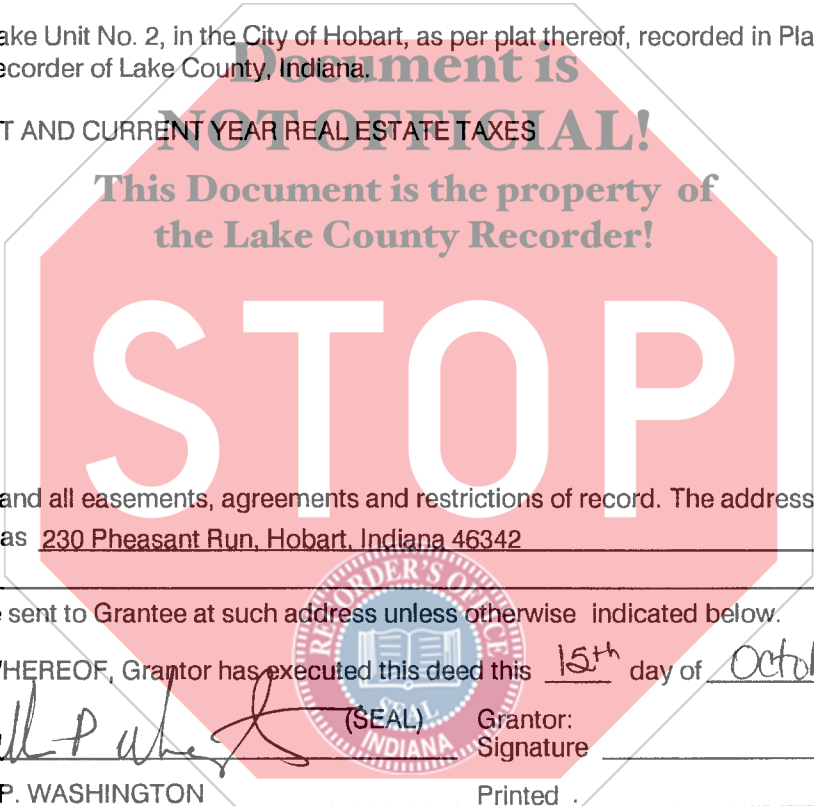 ake Unit No. 2, in the City of Hobart, as per plat thereof, recorded in Pla
Document is
ecorder of Lake County, Indiana.
NOT OFFICIAL!
T AND CURRENT YEAR REAL ESTATE TAXES
This Document is the property of
the Lake County Recorder!
STOP
and all easements, agreements and restrictions of record. The address
as 230 Pheasant Run, Hobart, Indiana 46342
RECORDER'S OFFICE
e sent to Grantee at such address unless otherwise indicated below.
WHEREOF, Grantor has executed this deed this 15th day of Octo
SEAL
(SEAL) Grantor:
INDIANA
Signature
P. WASHINGTON Printed